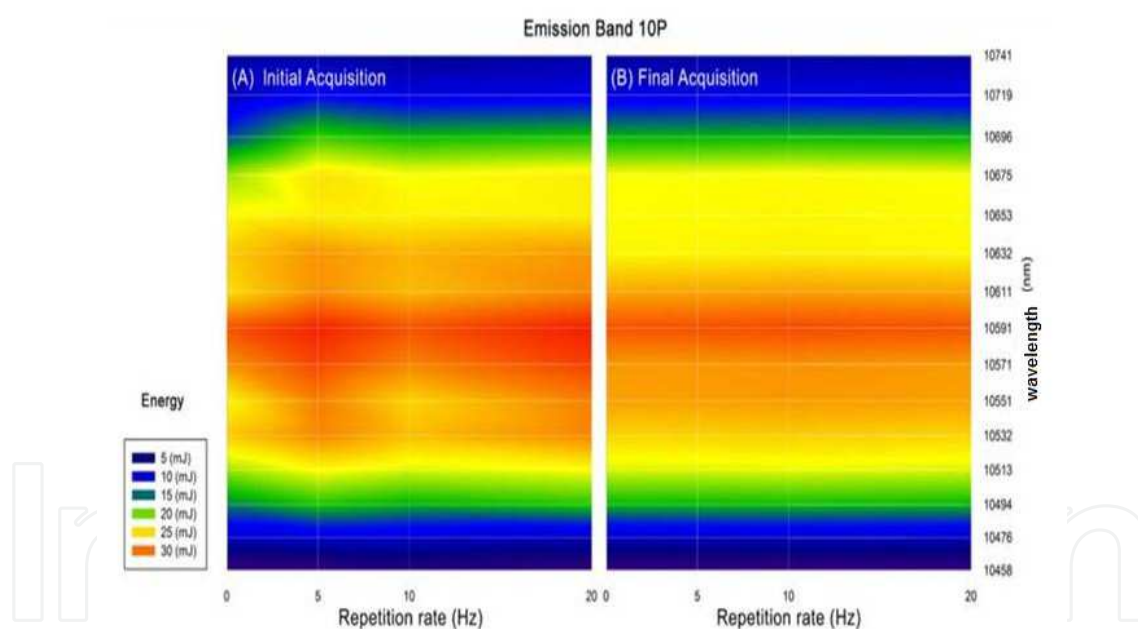 Emission Band 10P
(A) Initial Acquisition
(B) Final Acquisition
10741
10719
10696
10675
10653
10632
10611
10591
10571
10551
10532
10513
10494
10476
10458
wavelength (nm)
Energy
5 (mJ)
10 (mJ)
15 (mJ)
20 (mJ)
25 (mJ)
30 (mJ)
0 5 10 20
0 5 10 20
Repetition rate (Hz)
Repetition rate (Hz)